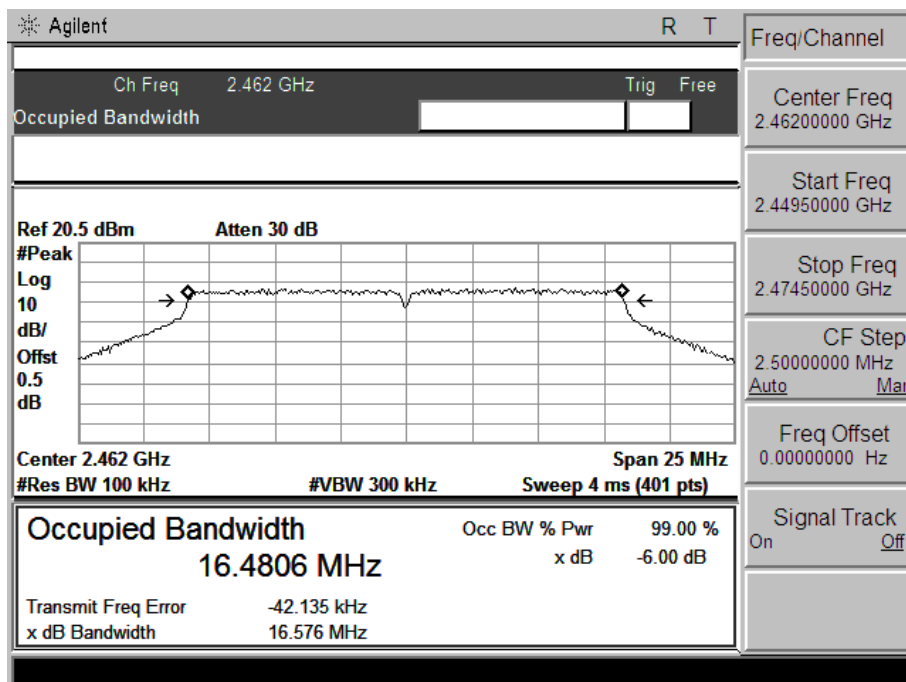 Agilent R T
Ch Freq 2.462 GHz Trig Free
Occupied Bandwidth
Ref 20.5 dBm Atten 30 dB
#Peak
Log
10
dB/
Offst
0.5
dB
Center 2.462 GHz Span 25 MHz
#Res BW 100 kHz #VBW 300 kHz Sweep 4 ms (401 pts)
Occupied Bandwidth
16.4806 MHz
Occ BW % Pwr 99.00 %
x dB -6.00 dB
Transmit Freq Error -42.135 kHz
x dB Bandwidth 16.576 MHz
Freq/Channel
Center Freq
2.46200000 GHz
Start Freq
2.44950000 GHz
Stop Freq
2.47450000 GHz
CF Step
2.50000000 MHz
Auto Man
Freq Offset
0.00000000 Hz
Signal Track
On Off